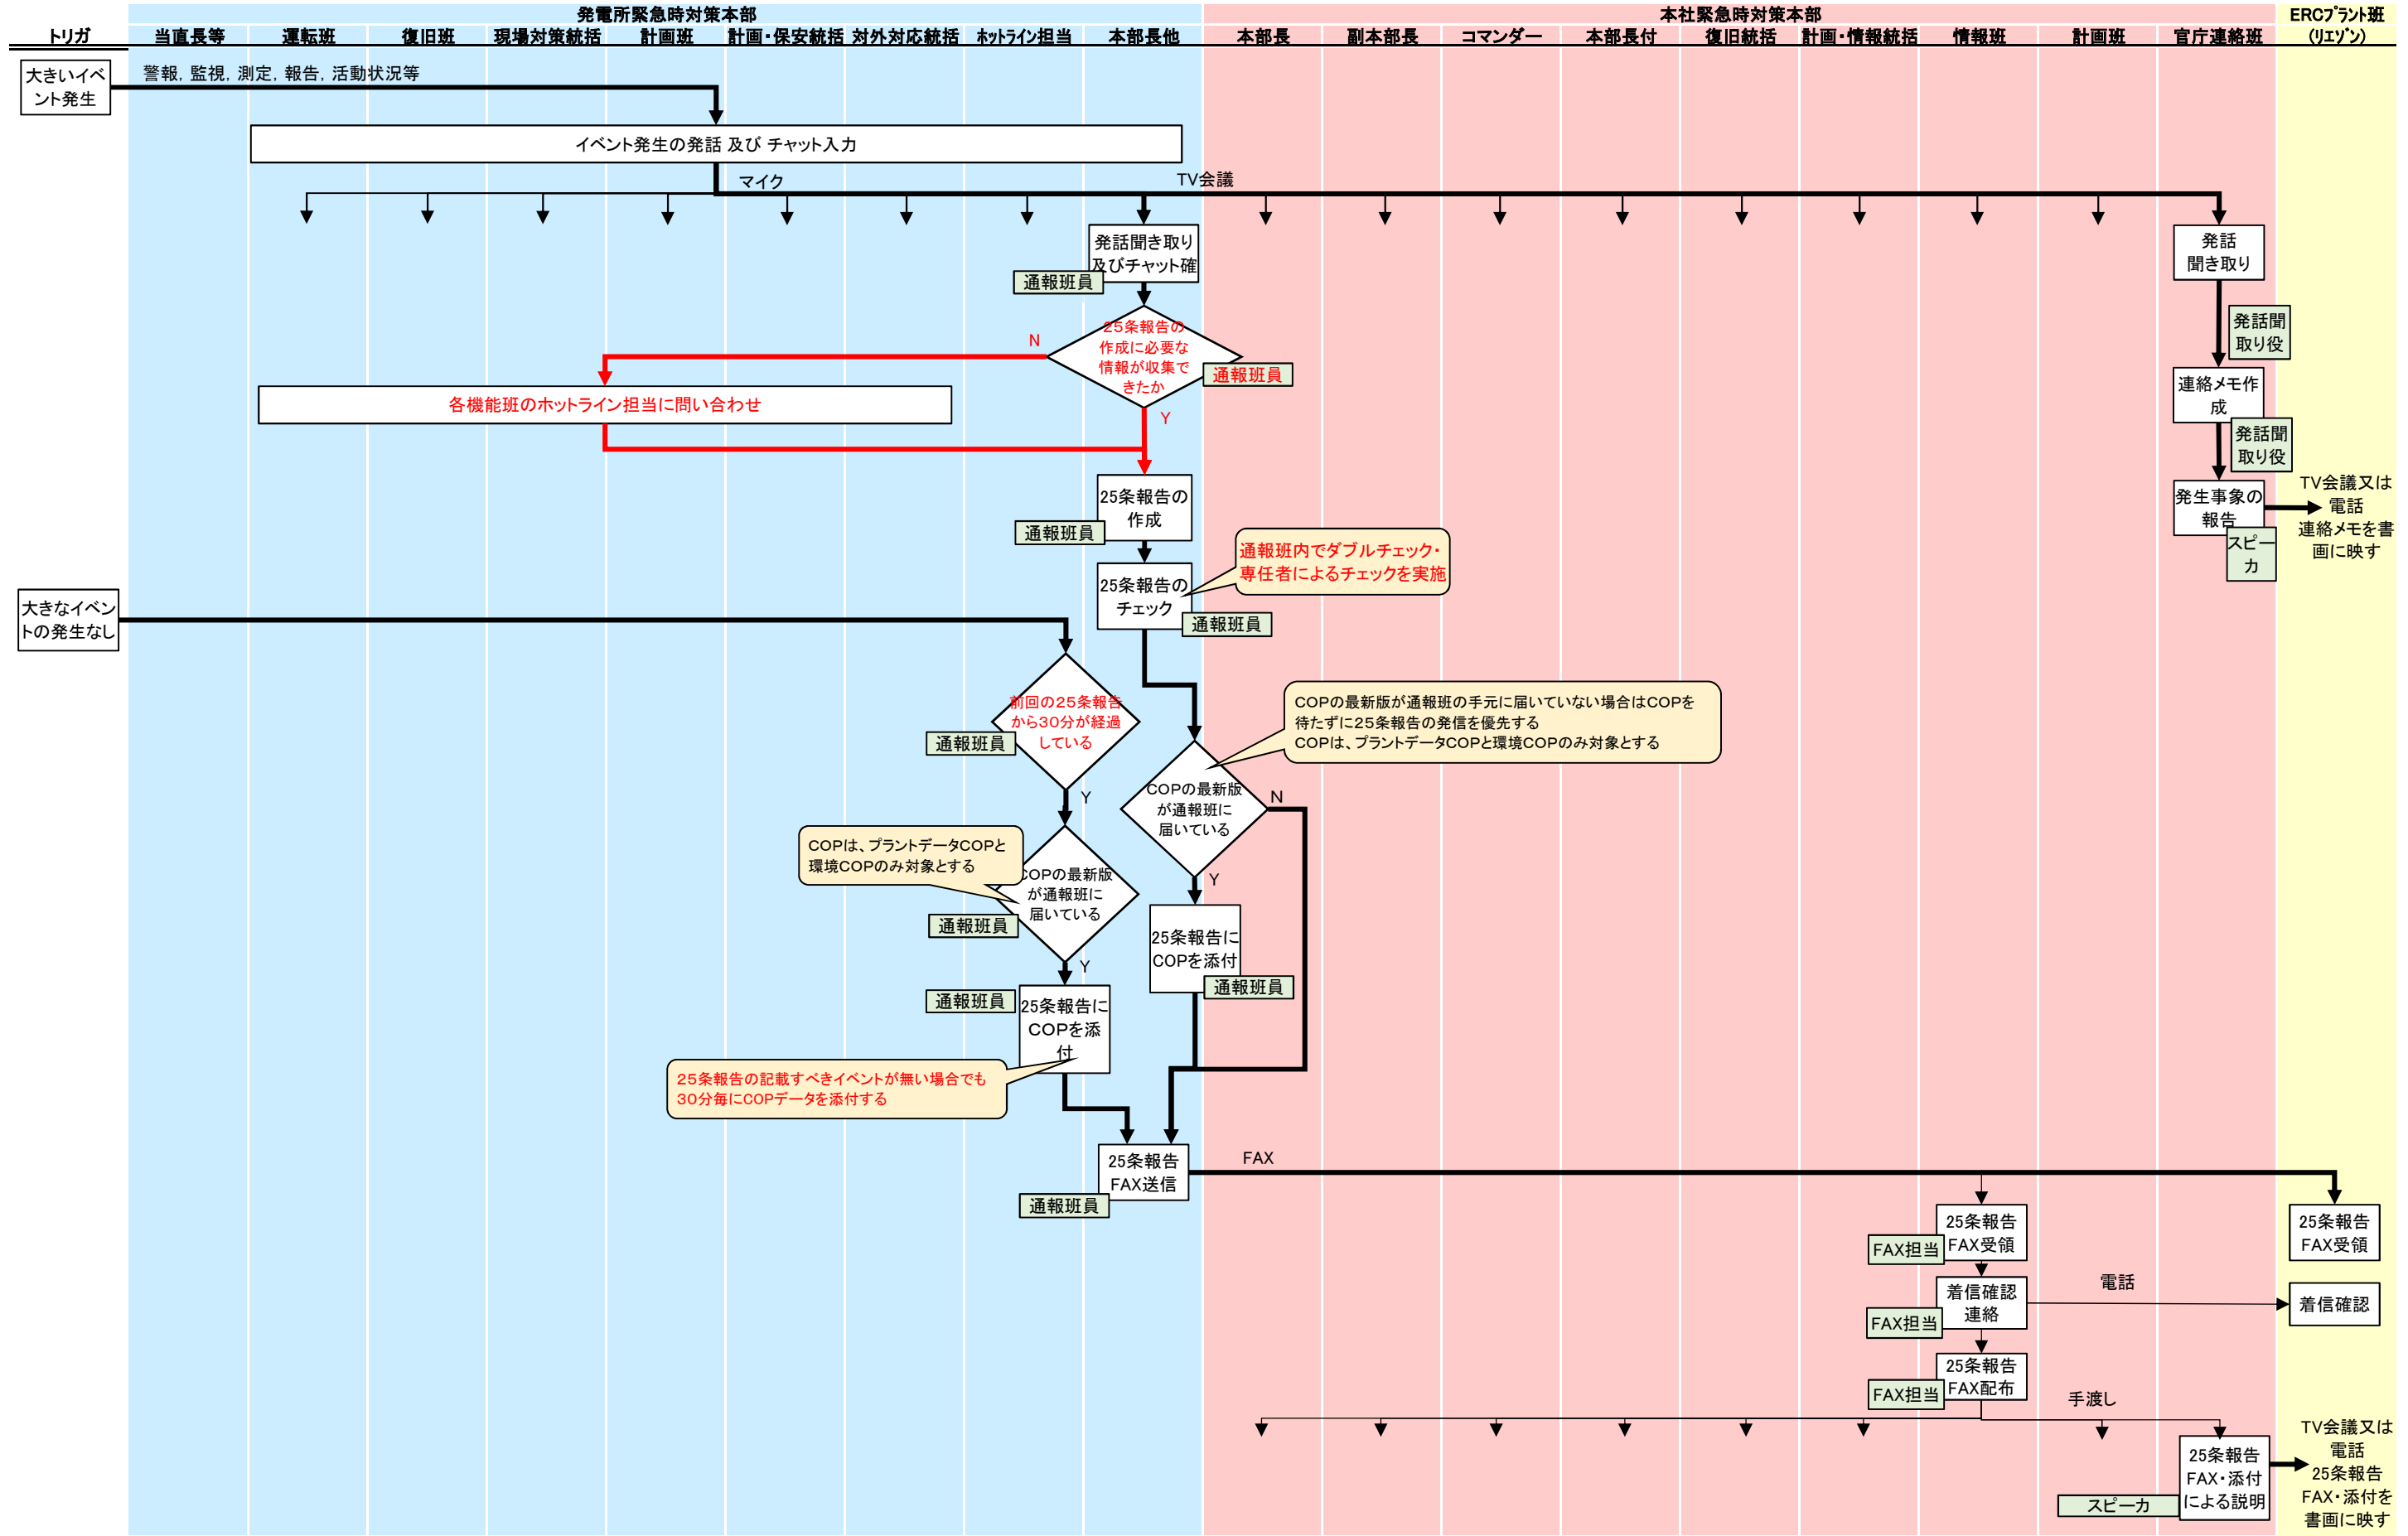 発電所緊急時対策本部
本社緊急時対策本部
ERCプラント班
(リエゾン)
トリガ
当直長等
運転班
復旧班
現場対策統括
計画班
計画・保安統括
対外対応統括
ホットライン担当
本部長他
本部長
副本部長
コマンダー
本部長付
復旧統括
計画・情報統括
情報班
計画班
官庁連絡班
大きいイベ
ント発生
警報, 監視, 測定, 報告, 活動状況等
イベント発生の発話 及び チャット入力
マイク
TV会議
発話聞き取り
及びチャット確
通報班員
発話
聞き取り
発話聞
取り役
25条報告の
作成に必要な
情報が収集で
きたか
N
Y
通報班員
各機能班のホットライン担当に問い合わせ
連絡メモ作
成
発話聞
取り役
25条報告の
作成
通報班員
発生事象の
報告
スピー
カ
TV会議又は
電話
連絡メモを書
画に映す
通報班内でダブルチェック・
専任者によるチェックを実施
25条報告の
チェック
通報班員
大きなイベン
トの発生なし
前回の25条報告
から30分が経過
している
通報班員
Y
COPの最新版が通報班の手元に届いていない場合はCOPを
待たずに25条報告の発信を優先する
COPは、プラントデータCOPと環境COPのみ対象とする
COPの最新版
が通報班に
届いている
N
Y
COPは、プラントデータCOPと
環境COPのみ対象とする
COPの最新版
が通報班に
届いている
通報班員
Y
25条報告に
COPを添付
通報班員
通報班員
25条報告に
COPを添
付
25条報告の記載すべきイベントが無い場合でも
30分毎にCOPデータを添付する
25条報告
FAX送信
通報班員
FAX
25条報告
FAX受領
FAX担当
25条報告
FAX受領
着信確認
連絡
FAX担当
電話
着信確認
25条報告
FAX配布
FAX担当
手渡し
25条報告
FAX・添付
による説明
スピーカ
TV会議又は
電話
25条報告
FAX・添付を
書画に映す